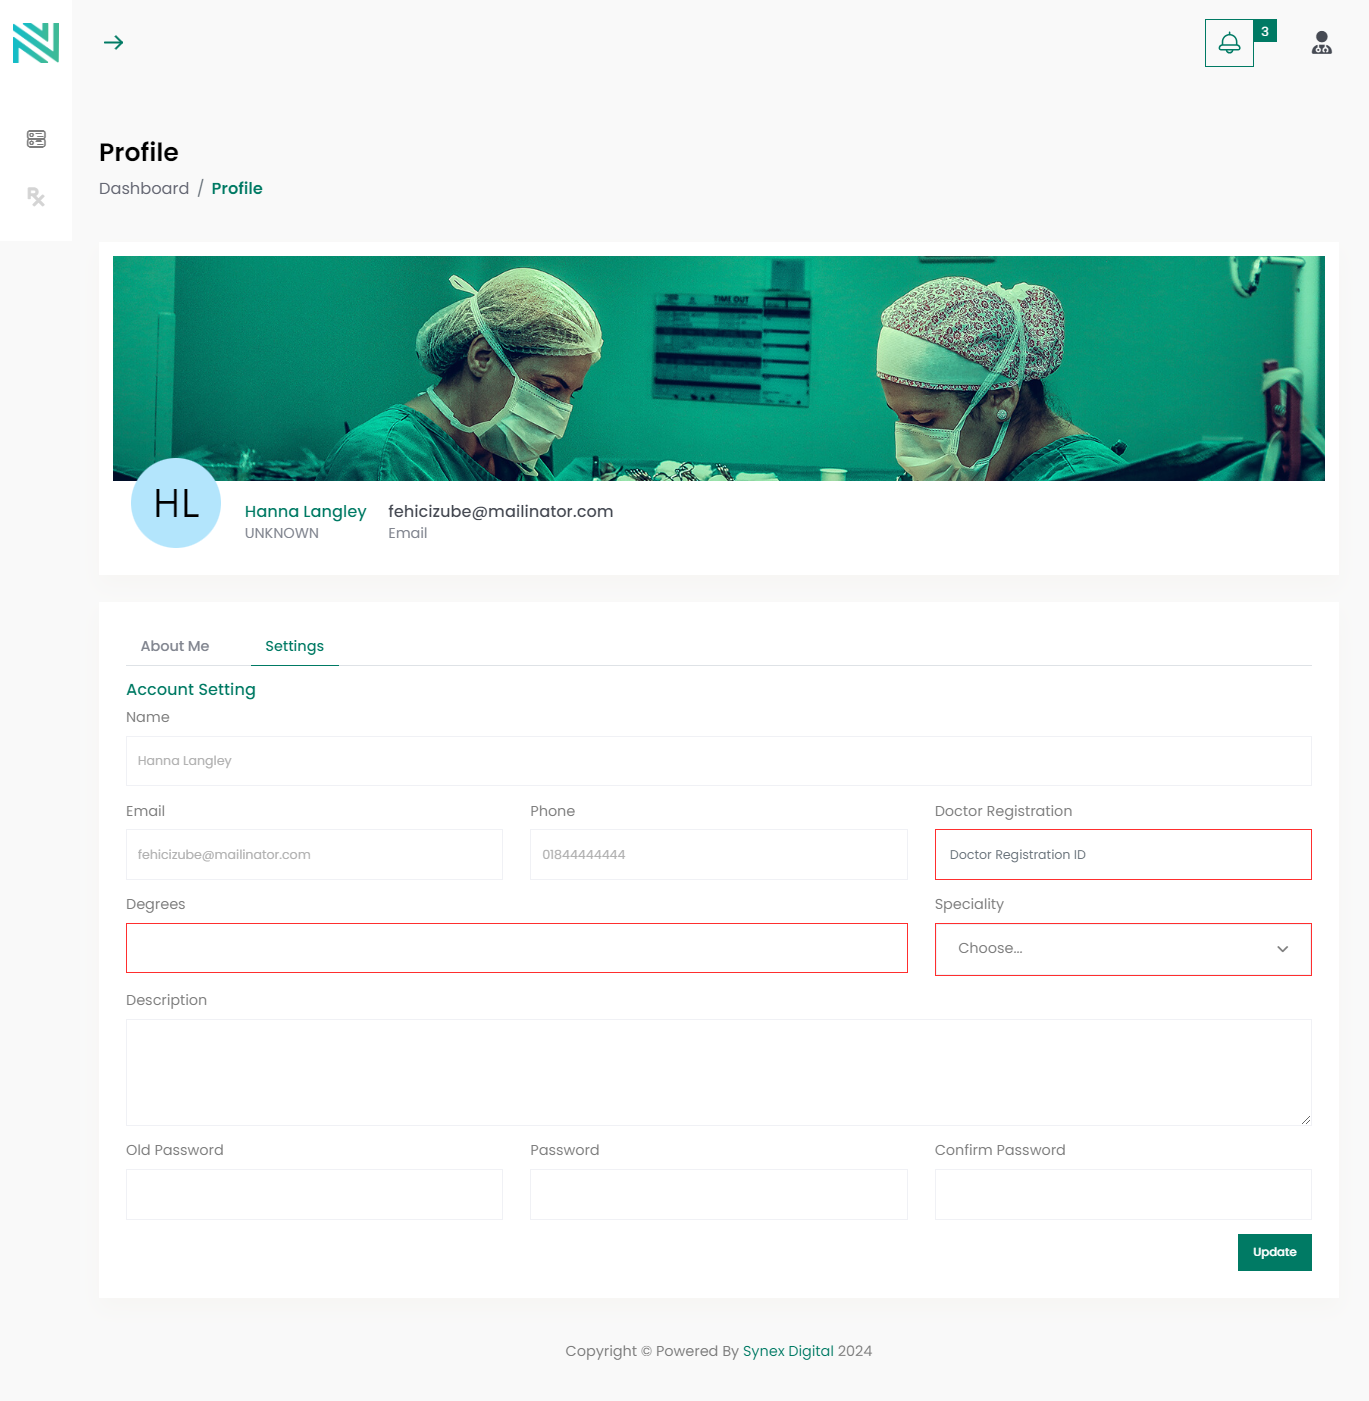 3
Profile
Dashboard / Profile
TIME OUT
HL
Hanna Langley
UNKNOWN
fehicizube@mailinator.com
Email
About Me
Settings
Account Setting
Name
Hanna Langley
Email
Phone
Doctor Registration
fehicizube@mailinator.com
01844444444
Doctor Registration ID
Degrees
Speciality
Choose...
Description
Old Password
Password
Confirm Password
Update
Copyright © Powered By Synex Digital 2024